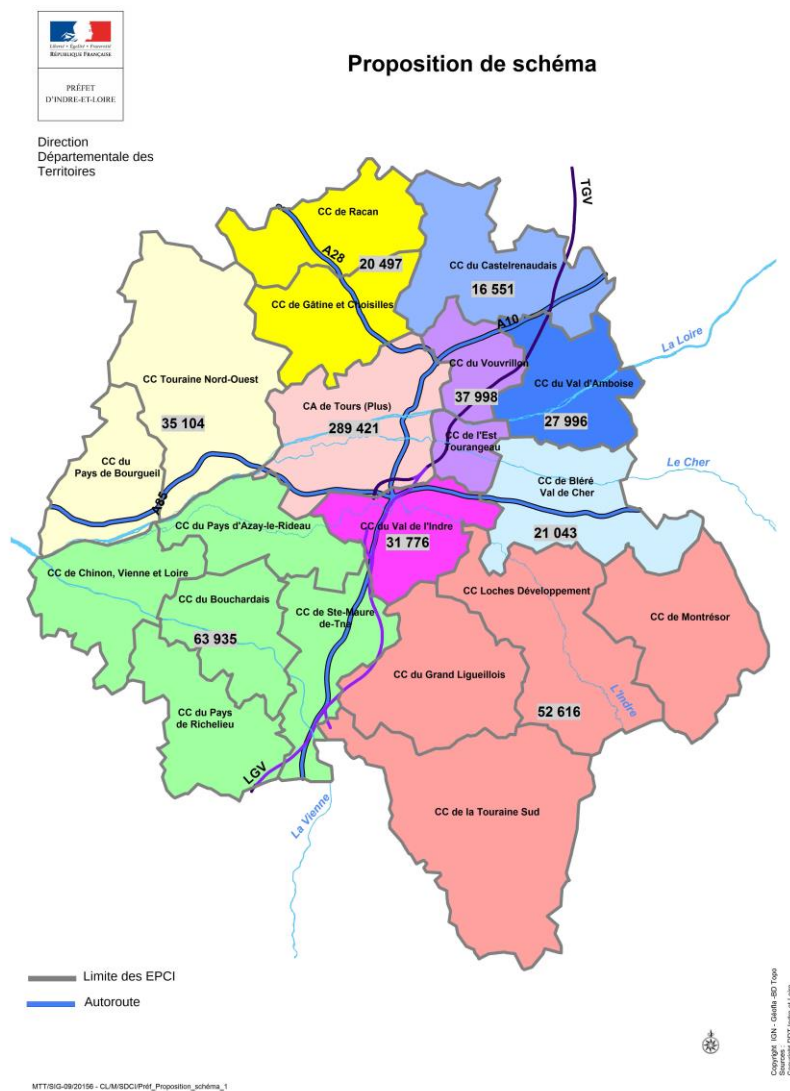 Liberté • Égalité • Fraternité
RÉPUBLIQUE FRANÇAISE
PRÉFET
D'INDRE-ET-LOIRE
Proposition de schéma
Direction
Départementale des
Territoires
TGV
CC de Racan
A28
20 497
CC du Castelrenaudais
16 551
CC de Gâtine et Choisilles
A10
La Loire
CC du Vouvrillon
CC Touraine Nord-Ouest
CC du Val d'Amboise
CA de Tours (Plus)
37 998
35 104
289 421
27 996
CC de l'Est
Tourangeau
CC du
Pays de Bourgueil
Le Cher
CC de Bléré
Val de Cher
A85
CC du Pays d'Azay-le-Rideau
CC du Val de l'Indre
31 776
21 043
CC de Chinon, Vienne et Loire
CC Loches Développement
CC du Bouchardais
CC de Ste-Maure
de-Tne
CC de Montrésor
63 935
CC du Grand Ligueillois
L'Indre
CC du Pays
de Richelieu
52 616
LGV
La Vienne
CC de la Touraine Sud
Limite des EPCI
Autoroute
Copyright IGN - Géofla -BD Topo
Sources :
Copyright DDT Indre et Loire
MTT/SIG-09/20156 - CL/M/SDCI/Préf_Proposition_schéma_1